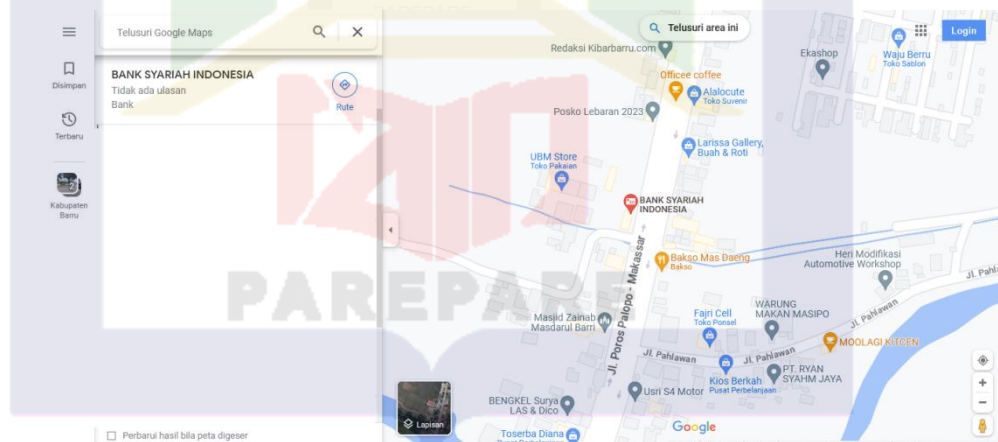 Telusuri Google Maps
Disimpan
Terbaru
2
Kabupaten
Barru
BANK SYARIAH INDONESIA
Tidak ada ulasan
Bank
Rute
Perbarui hasil bila peta digeser
Telusuri area ini
Login
Redaksi Kibarbarru.com
Ekashop
Waju Berru
Toko Sablon
Officee coffee
Alalocute
Toko Suvenir
Posko Lebaran 2023
Larissa Gallery,
Buah & Roti
UBM Store
Toko Pakaian
BANK SYARIAH
INDONESIA
Bakso Mas Daeng
Bakso
Heri Modifikasi
Automotive Workshop
Jl. Poros Palopo - Makassar
PAREPARE
Masjid Zainab
Masdarul Barri
Fajri Cell
Toko Ponsel
WARUNG
MAKAN MASIPO
Jl. Pahlawan
MOOLAGI KITCEN
Jl. Pahlawan
Jl. Pahlawan
PT. RYAN
SYAHM JAYA
Kios Berkah
Pusat Perbelanjaan
Usri S4 Motor
BENGKEL Surya
LAS & Dico
Lapisan
Toserba Diana
Google